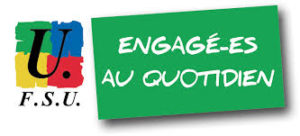 U.
F.S.U.
ENGAGÉ-ES
AU QUOTIDIEN